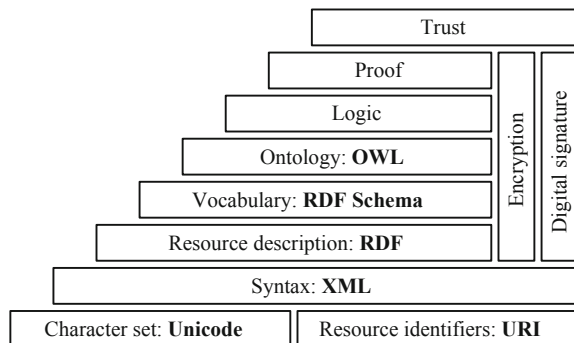 Trust
Proof
Logic
Ontology: OWL
Vocabulary: RDF Schema
Resource description: RDF
Encryption
Digital signature
Syntax: XML
Character set: Unicode
Resource identifiers: URI